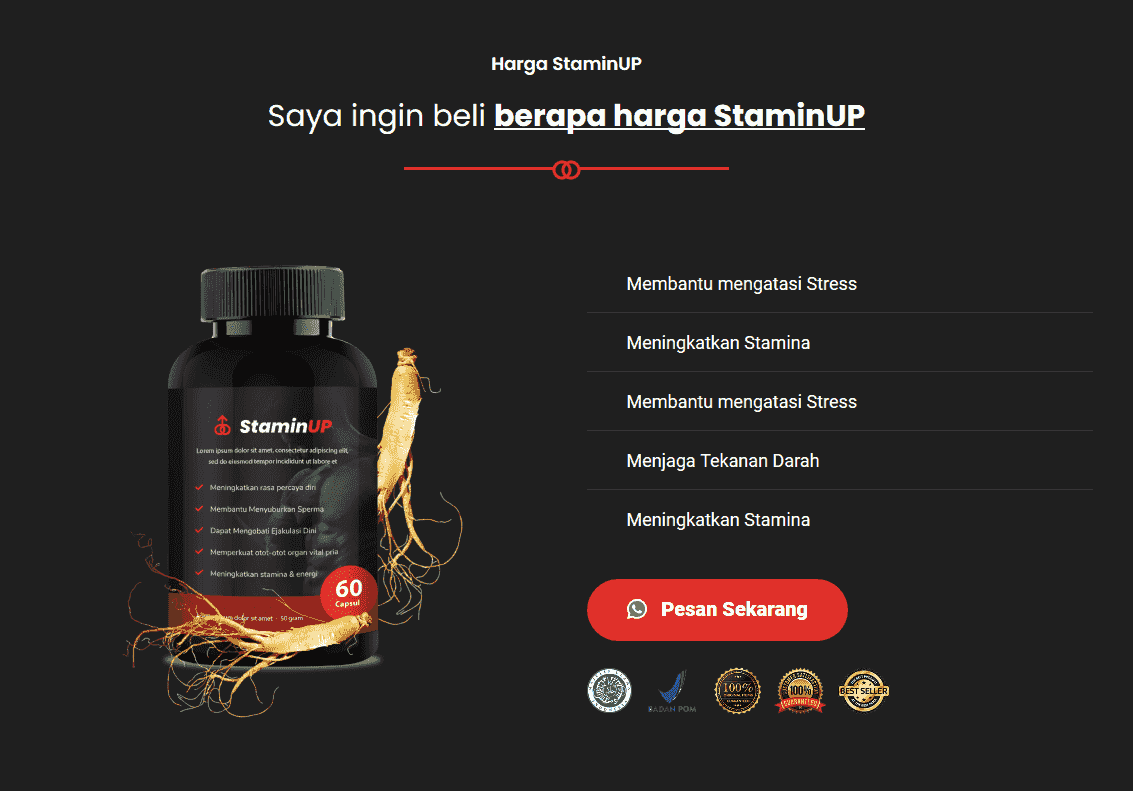 Harga StaminUP
Saya ingin beli berapa harga StaminUP
StaminUP
Lorem ipsum dolor sit amet, consectetur adipiscing elit,
sed do eiusmod tempor incididunt ut labore et
Meningkatkan rasa percaya diri
Membantu Menyuburkan Sperma
Dapat Mengobati Ejakulasi Dini
Memperkuat otot-otot organ vital pria
Meningkatkan stamina & energi
60
Capsul
dolor sit amet - 50 gram
Membantu mengatasi Stress
Meningkatkan Stamina
Membantu mengatasi Stress
Menjaga Tekanan Darah
Meningkatkan Stamina
Pesan Sekarang
BADAN POM
100%
100%
GUARANTEED
BEST SELLER